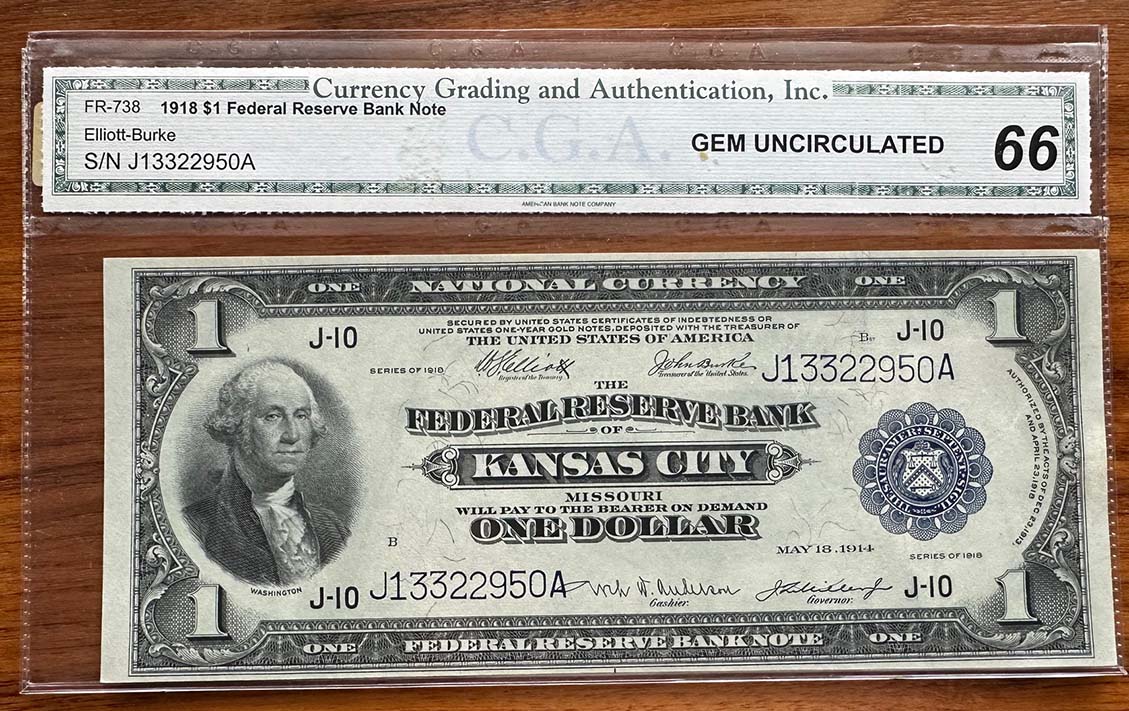 C.G.A. C.G.A. C.G.A.
Currency Grading and Authentication, Inc.
FR-738 1918 $1 Federal Reserve Bank Note
Elliott-Burke
S/N J13322950A
C.G.A.
GEM UNCIRCULATED
66
AMERICAN BANK NOTE COMPANY
ONE NATIONAL CURRENCY ONE
1 1
SECURED BY UNITED STATES CERTIFICATES OF INDEBTEDNESS OR
UNITED STATES ONE-YEAR GOLD NOTES, DEPOSITED WITH THE TREASURER OF
THE UNITED STATES OF AMERICA
J-10 J-10
SERIES OF 1918
Register of the Treasury.
John Burke
Treasurer of the United States.
J13322950A
THE
FEDERAL RESERVE BANK
OF
KANSAS CITY
MISSOURI
WILL PAY TO THE BEARER ON DEMAND
ONE DOLLAR
B
MAY 18, 1914
SERIES OF 1918
AUTHORIZED BY THE ACTS OF DEC. 23, 1913,
AND APRIL 23, 1918
WASHINGTON
J-10 J13322950A
Cashier.
Governor.
J-10
1 1
ONE FEDERAL RESERVE BANK NOTE ONE